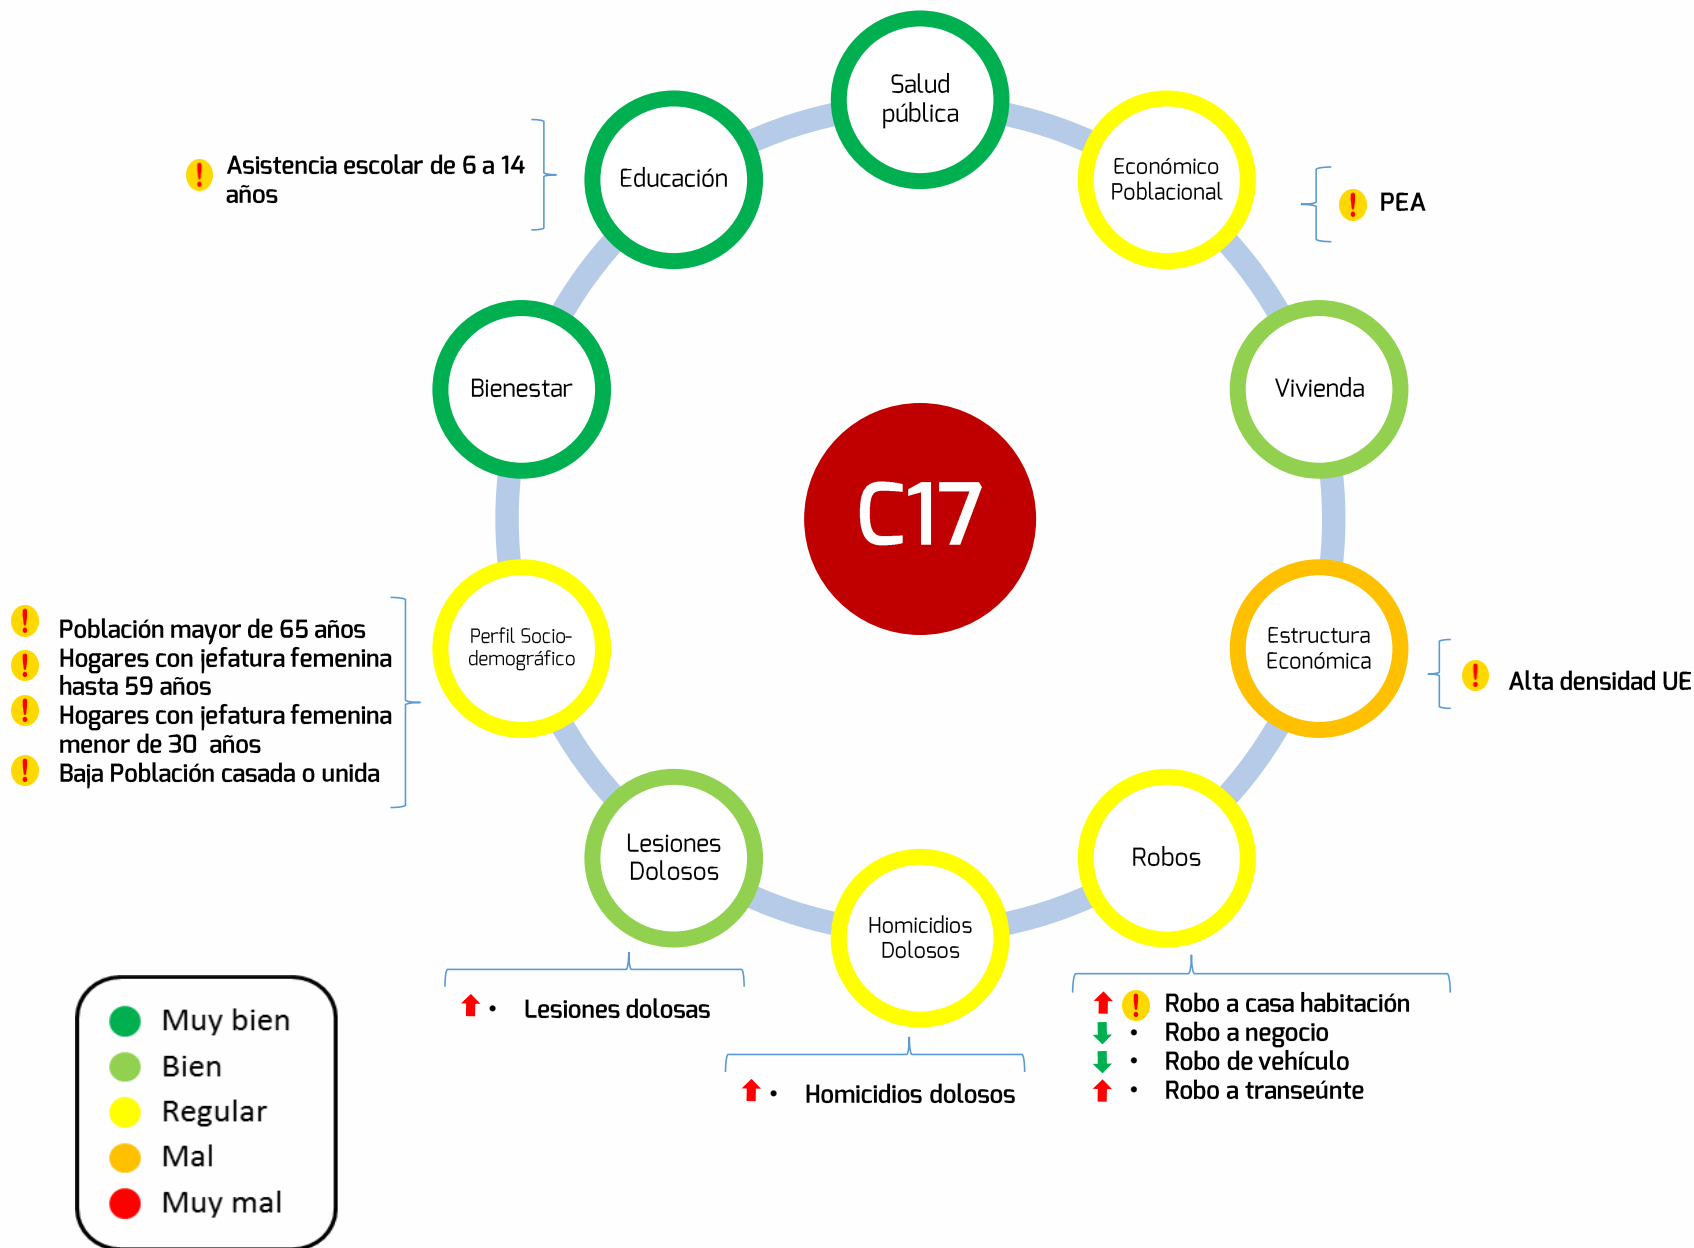 Salud
pública
Económico
Poblacional
! PEA
Vivienda
Estructura
Económica
! Alta densidad UE
Robos
! Robo a casa habitación
• Robo a negocio
• Robo de vehículo
• Robo a transeúnte
Homicidios
Dolosos
• Homicidios dolosos
Lesiones
Dolosos
• Lesiones dolosas
Perfil Socio-
demográfico
! Población mayor de 65 años
! Hogares con jefatura femenina
hasta 59 años
! Hogares con jefatura femenina
menor de 30 años
! Baja Población casada o unida
Bienestar
Educación
! Asistencia escolar de 6 a 14
años
C17
Muy bien
Bien
Regular
Mal
Muy mal